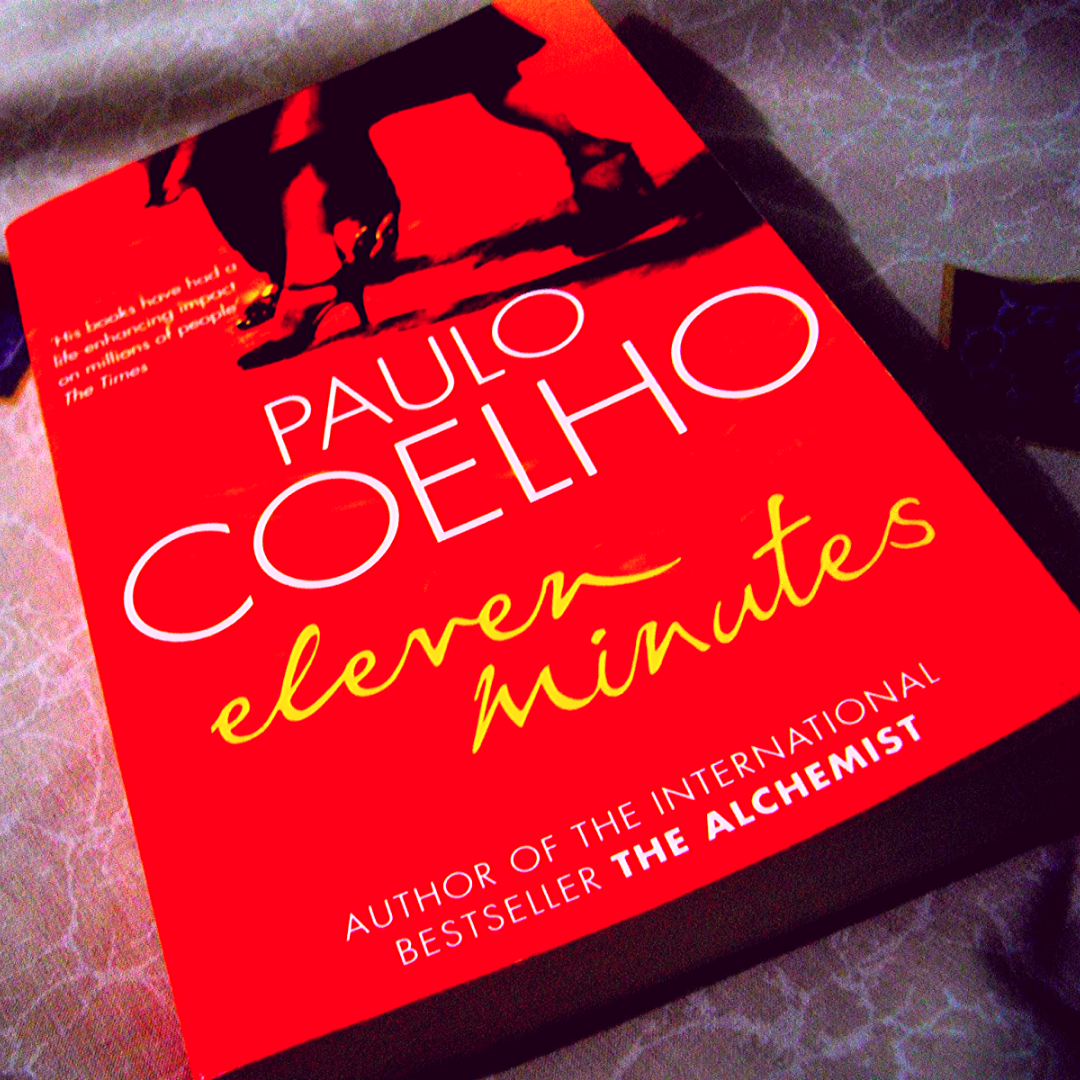 'His books have had a
life-enhancing impact
on millions of people'
The Times
PAULO
COELHO
eleven
minutes
AUTHOR OF THE INTERNATIONAL
BESTSELLER THE ALCHEMIST